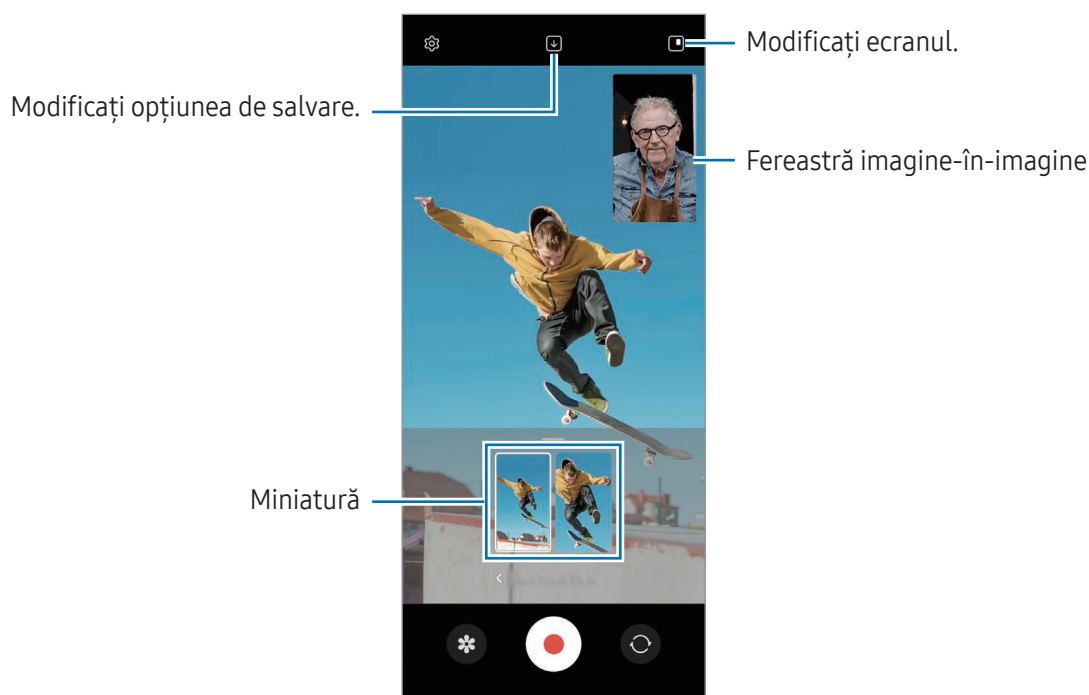 Modificați ecranul.
Modificați opțiunea de salvare.
Fereastră imagine-în-imagine
Miniatură